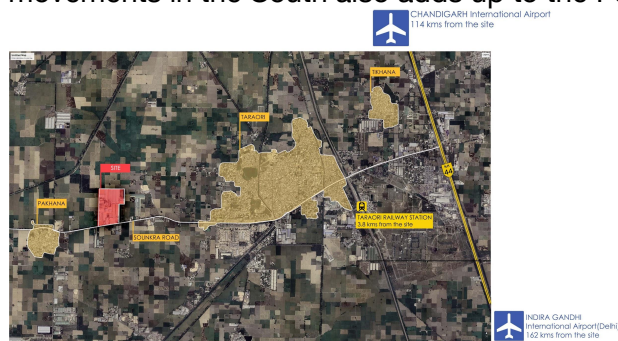 movements in the South also adds up to the
CHANDIGARH International Airport
114 kms from the site
TIKHANA
TARAORI
SITE
44
PAKHANA
TARAORI RAILWAY STATION
3.8 kms from the site
SOUNKRA ROAD
INDIRA GANDHI
International Airport(Delhi)
162 kms from the site